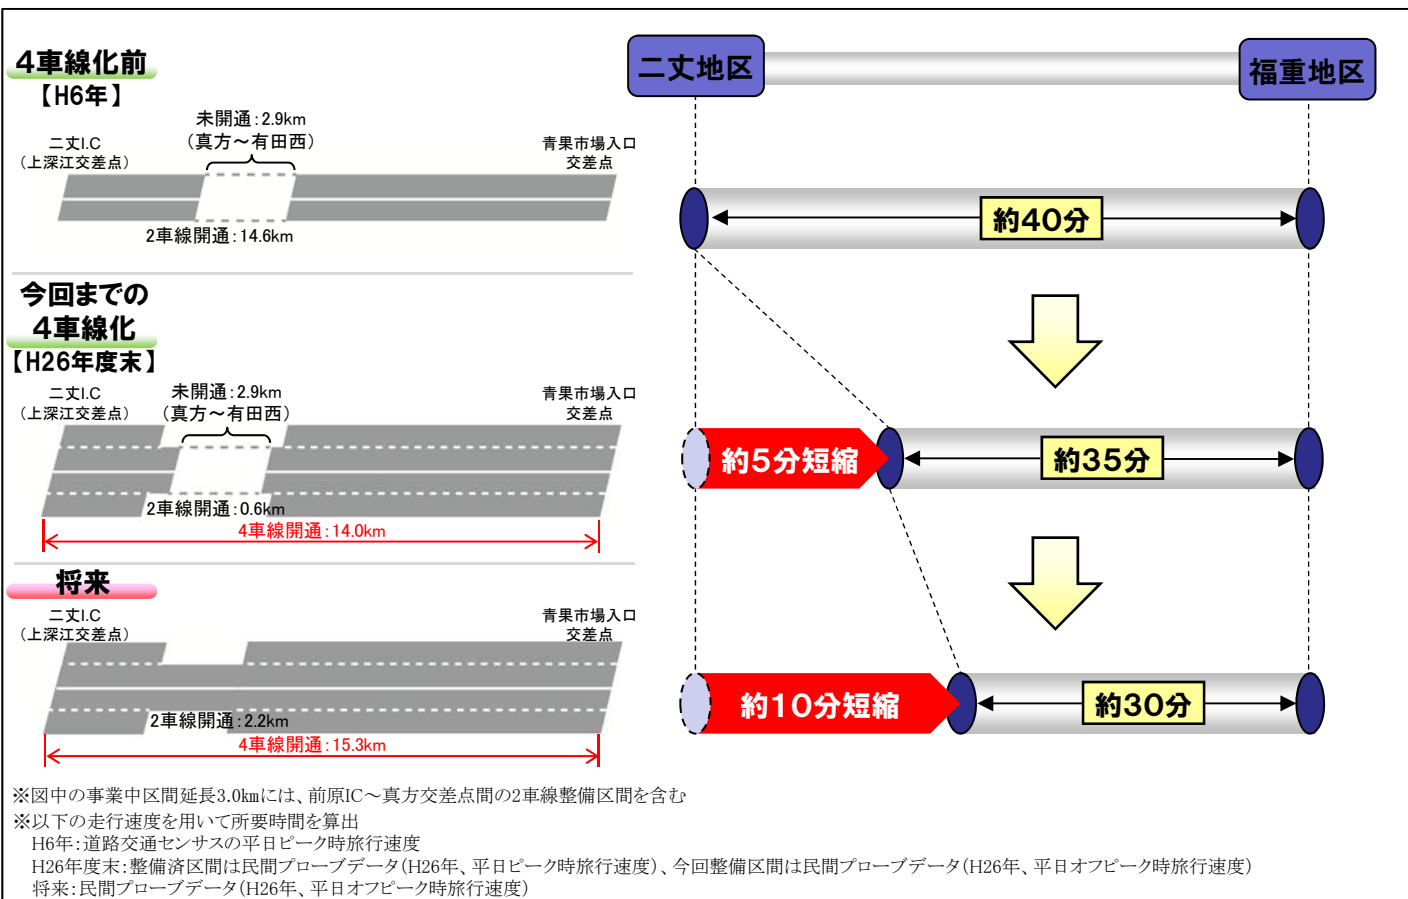 4車線化前
【H6年】
未開通:2.9km
(真方～有田西)
二丈I.C
(上深江交差点)
青果市場入口
交差点
2車線開通:14.6km
今回までの
4車線化
【H26年度末】
二丈I.C
(上深江交差点)
未開通:2.9km
(真方～有田西)
青果市場入口
交差点
2車線開通:0.6km
4車線開通:14.0km
将来
二丈I.C
(上深江交差点)
青果市場入口
交差点
2車線開通:2.2km
4車線開通:15.3km
二丈地区
福重地区
約40分
約5分短縮
約35分
約10分短縮
約30分
※図中の事業中区間延長3.0kmには、前原IC～真方交差点間の2車線整備区間を含む
※以下の走行速度を用いて所要時間を算出
H6年:道路交通センサスの平日ピーク時旅行速度
H26年度末:整備済区間は民間プローブデータ(H26年、平日ピーク時旅行速度)、今回整備区間は民間プローブデータ(H26年、平日オフピーク時旅行速度)
将来:民間プローブデータ(H26年、平日オフピーク時旅行速度)